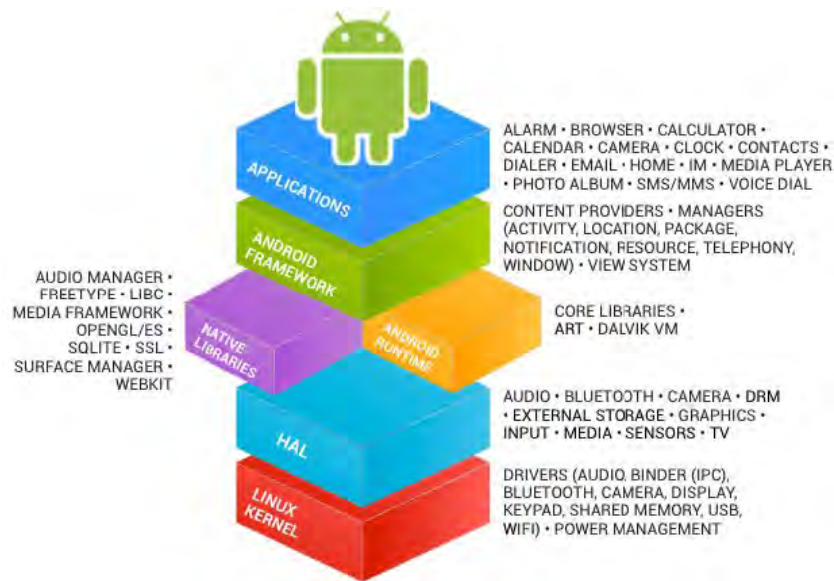 ALARM • BROWSER • CALCULATOR •
CALENDAR • CAMERA • CLOCK • CONTACTS •
DIALER • EMAIL • HOME • IM • MEDIA PLAYER
• PHOTO ALBUM • SMS/MMS • VOICE DIAL
APPLICATIONS
CONTENT PROVIDERS • MANAGERS
(ACTIVITY, LOCATION, PACKAGE,
NOTIFICATION, RESOURCE, TELEPHONY,
WINDOW) • VIEW SYSTEM
ANDROID
FRAMEWORK
AUDIO MANAGER •
FREETYPE • LIBC •
MEDIA FRAMEWORK •
OPENGL/ES •
SQLITE • SSL •
SURFACE MANAGER •
WEBKIT
NATIVE
LIBRARIES
ANDROID
RUNTIME
CORE LIBRARIES •
ART • DALVIK VM
AUDIO • BLUETOOTH • CAMERA • DRM
• EXTERNAL STORAGE • GRAPHICS •
INPUT • MEDIA • SENSORS • TV
HAL
DRIVERS (AUDIO, BINDER (IPC),
BLUETOOTH, CAMERA, DISPLAY,
KEYPAD, SHARED MEMORY, USB,
WIFI) • POWER MANAGEMENT
LINUX
KERNEL